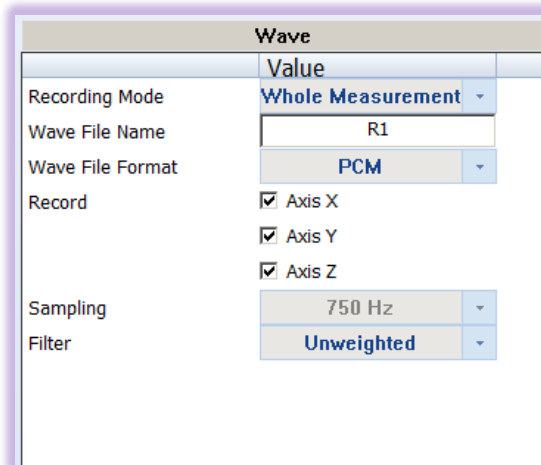 Wave
Value
Recording Mode Whole Measurement
Wave File Name R1
Wave File Format PCM
Record Axis X
Axis Y
Axis Z
Sampling 750 Hz
Filter Unweighted